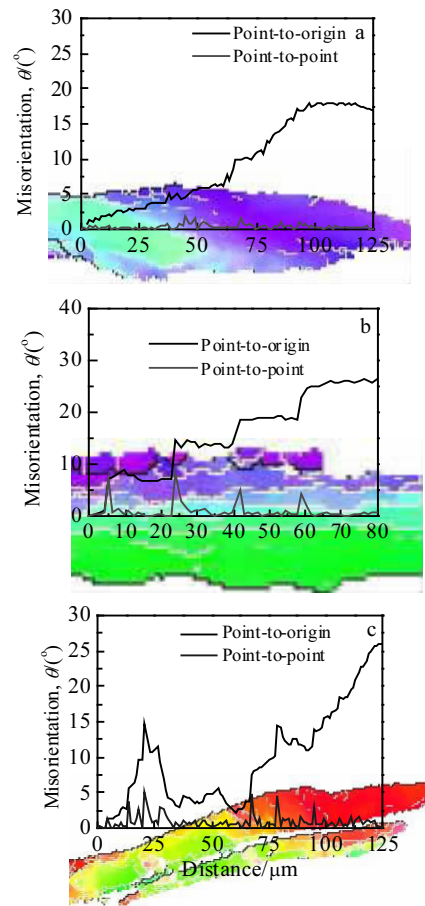 30
Point-to-origin a
Point-to-point
25
20
15
10
5
0
Misorientation, θ/(°)
0 25 50 75 100 125
40
b
Point-to-origin
30
Point-to-point
20
10
0
Misorientation, θ/(°)
0 10 20 30 40 50 60 70 80
30
Point-to-origin c
25
Point-to-point
20
15
10
5
0
Misorientation, θ/(°)
0 25 50 75 100 125
Distance/μm